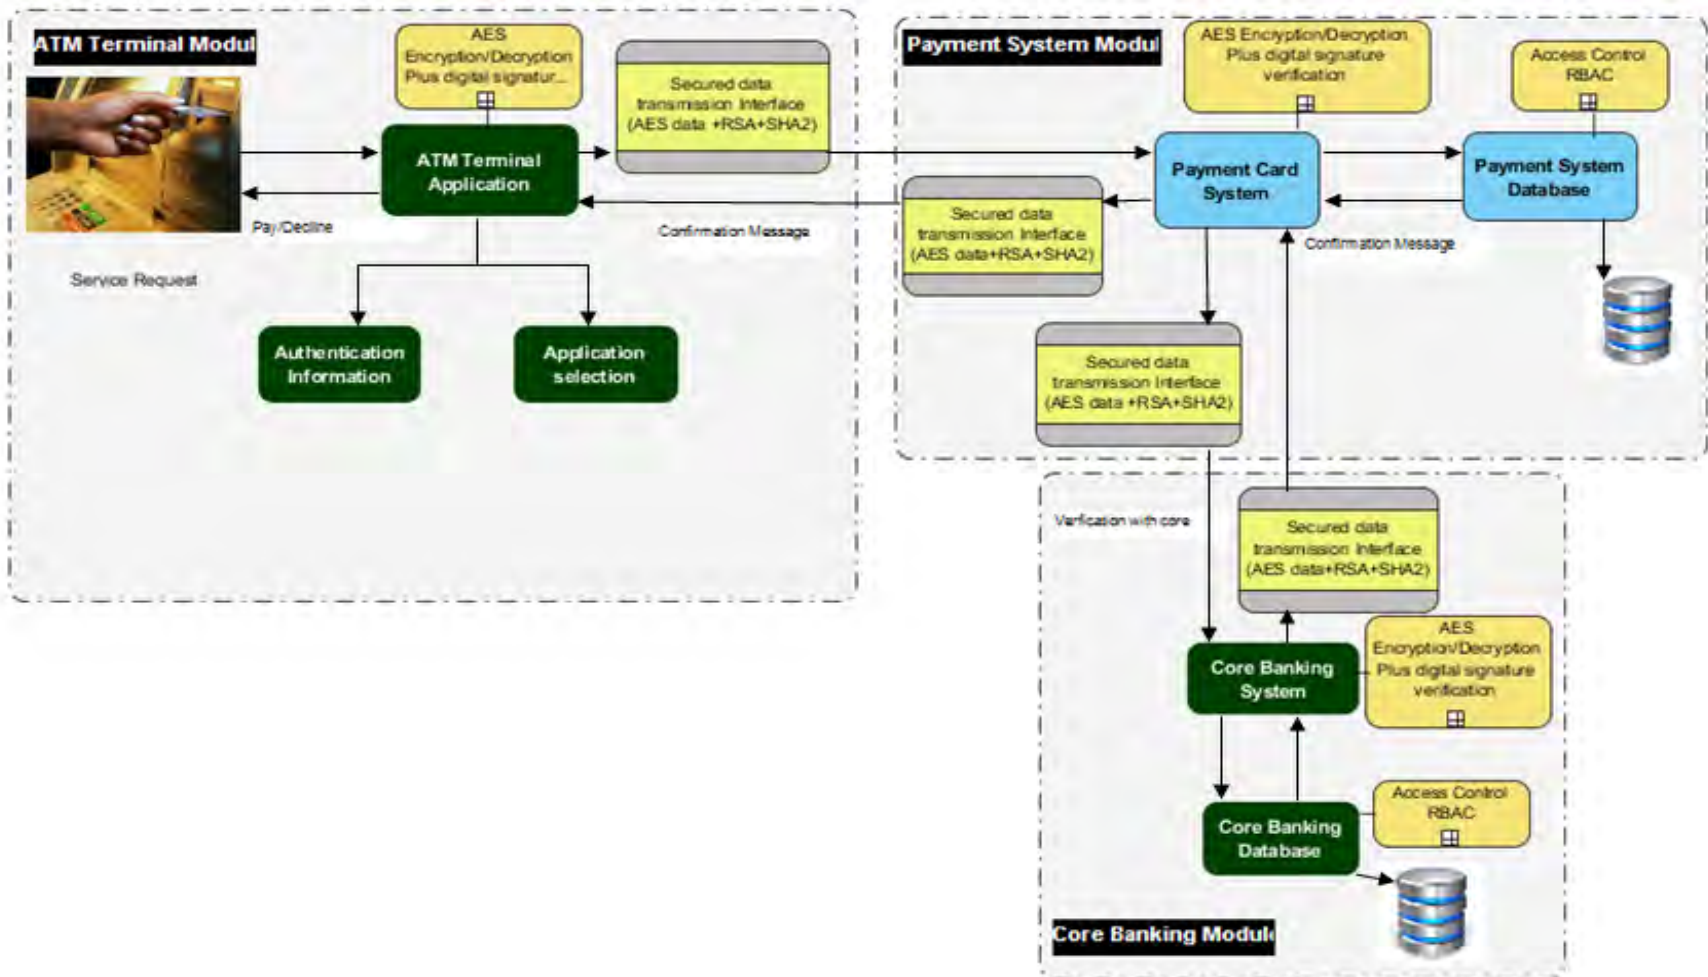 ATM Terminal Modul
AES
Encryption/Decryption
Plus digital signatur...
Secured data
transmission Interface
(AES data +RSA+SHA2)
ATM Terminal
Application
Pay/Decline
Service Request
Confirmation Message
Authentication
Information
Application
selection
Payment System Modul
AES Encryption/Decryption
Plus digital signature
verification
Access Control
RBAC
Payment Card
System
Payment System
Database
Secured data
transmission Interface
(AES data+RSA+SHA2)
Confirmation Message
Secured data
transmission Interface
(AES data +RSA+SHA2)
Verification with core
Secured data
transmission Interface
(AES data+RSA+SHA2)
Core Banking
System
AES
Encryption/Decryption
Plus digital signature
verification
Core Banking
Database
Access Control
RBAC
Core Banking Module